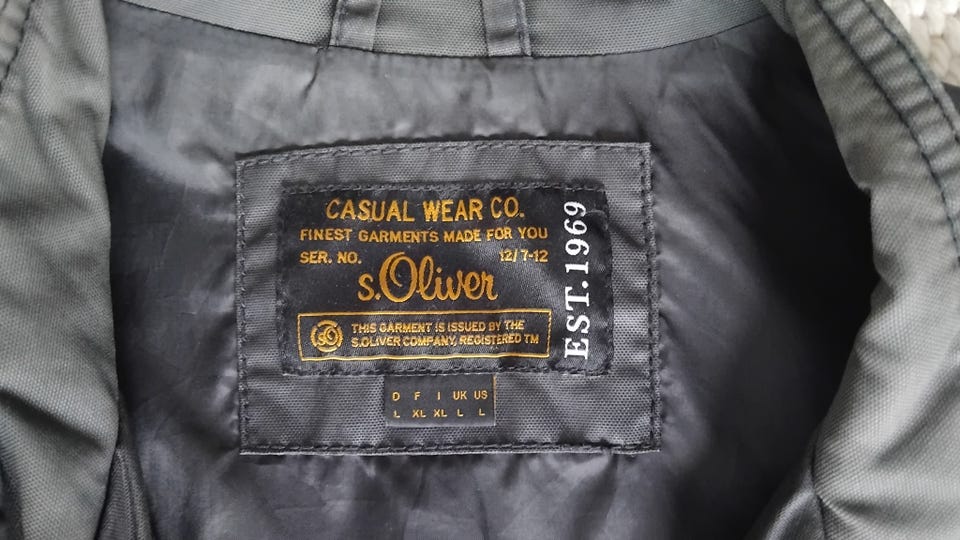 CASUAL WEAR CO.
FINEST GARMENTS MADE FOR YOU
SER. NO. 12/7-12
s.Oliver
sO THIS GARMENT IS ISSUED BY THE
S.OLIVER COMPANY, REGISTERED TM
EST.1969
D F I UK US
L XL XL L L